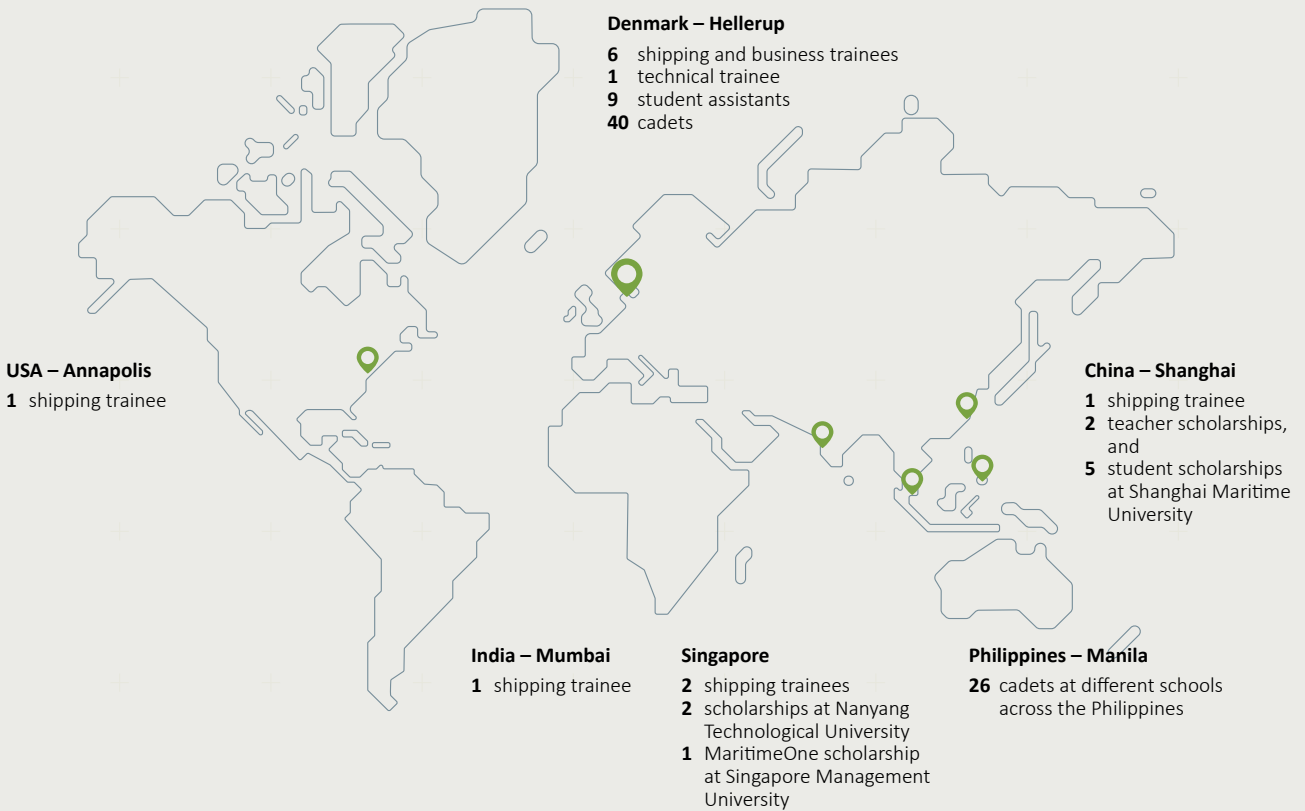 Denmark – Hellerup
6 shipping and business trainees
1 technical trainee
9 student assistants
40 cadets
USA – Annapolis
1 shipping trainee
China – Shanghai
1 shipping trainee
2 teacher scholarships,
and
5 student scholarships
at Shanghai Maritime
University
India – Mumbai
1 shipping trainee
Singapore
2 shipping trainees
2 scholarships at Nanyang
Technological University
1 MaritimeOne scholarship
at Singapore Management
University
Philippines – Manila
26 cadets at different schools
across the Philippines